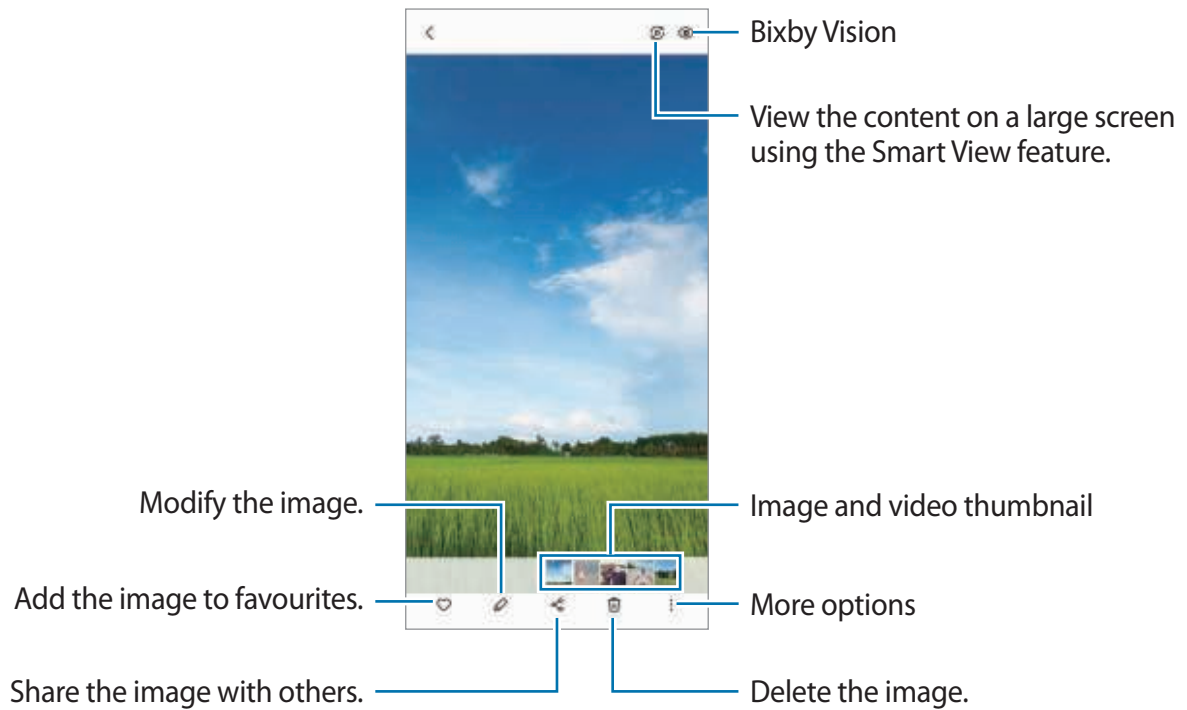 Bixby Vision
View the content on a large screen
using the Smart View feature.
Modify the image.
Image and video thumbnail
Add the image to favourites.
More options
Share the image with others.
Delete the image.